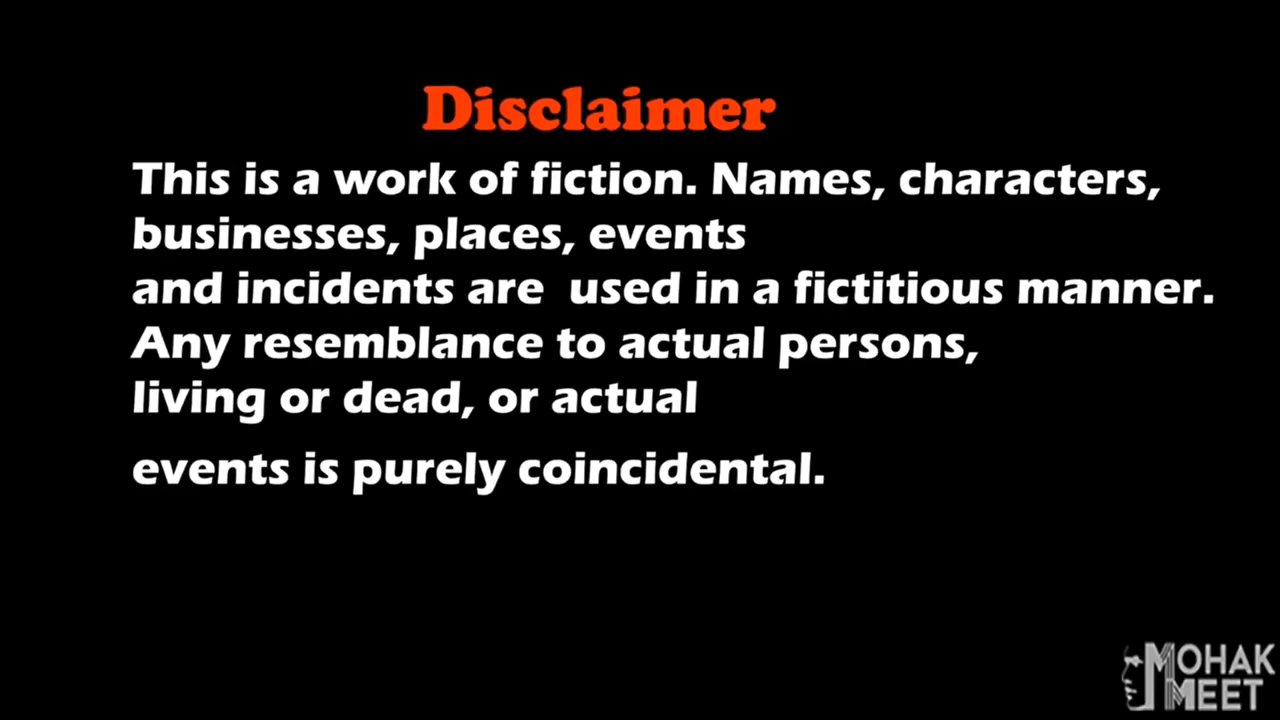 Disclaimer
This is a work of fiction. Names, characters,
businesses, places, events
and incidents are  used in a fictitious manner.
Any resemblance to actual persons,
living or dead, or actual
events is purely coincidental.
MOHAK
MEET